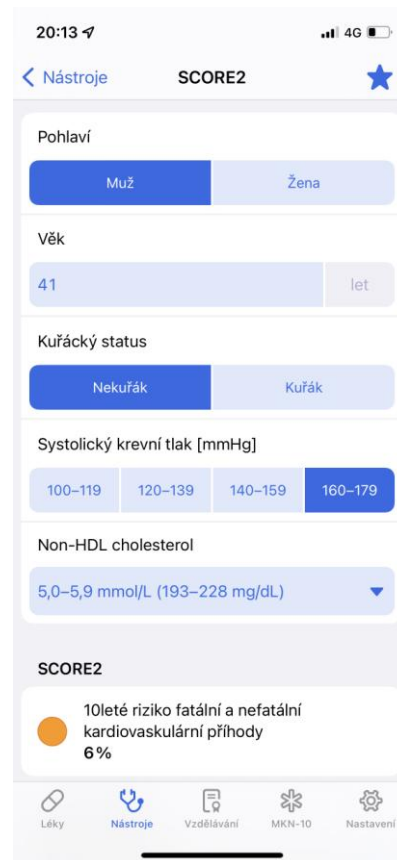 20:13 4G
Nástroje SCORE2
Pohlaví
Muž Žena
Věk
41 let
Kuřácký status
Nekuřák Kuřák
Systolický krevní tlak [mmHg]
100–119 120–139 140–159 160–179
Non-HDL cholesterol
5,0–5,9 mmol/L (193–228 mg/dL)
SCORE2
10leté riziko fatální a nefatální
kardiovaskulární příhody
6 %
Léky Nástroje Vzdělávání MKN-10 Nastavení